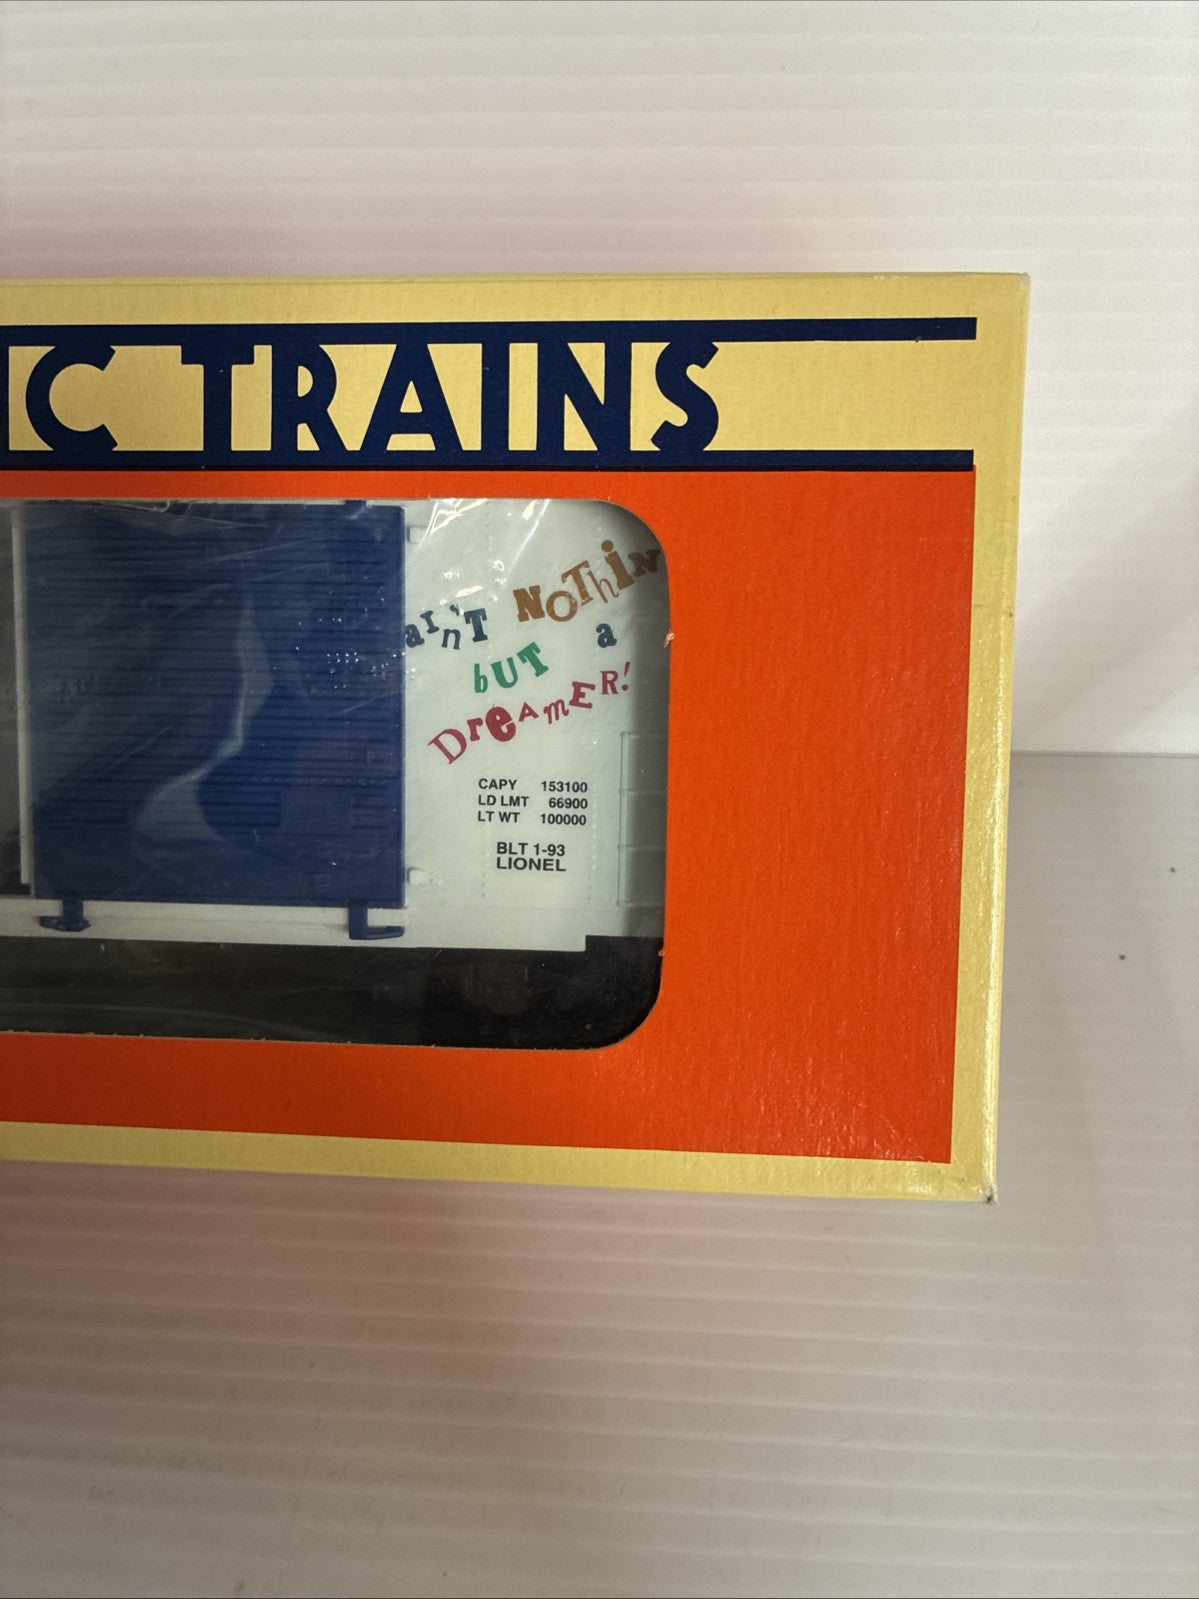 IC TRAINS
ain't NOThiN
bUT a
DreAmER!
CAPY 153100
LD LMT 66900
LT WT 100000
BLT 1-93
LIONEL